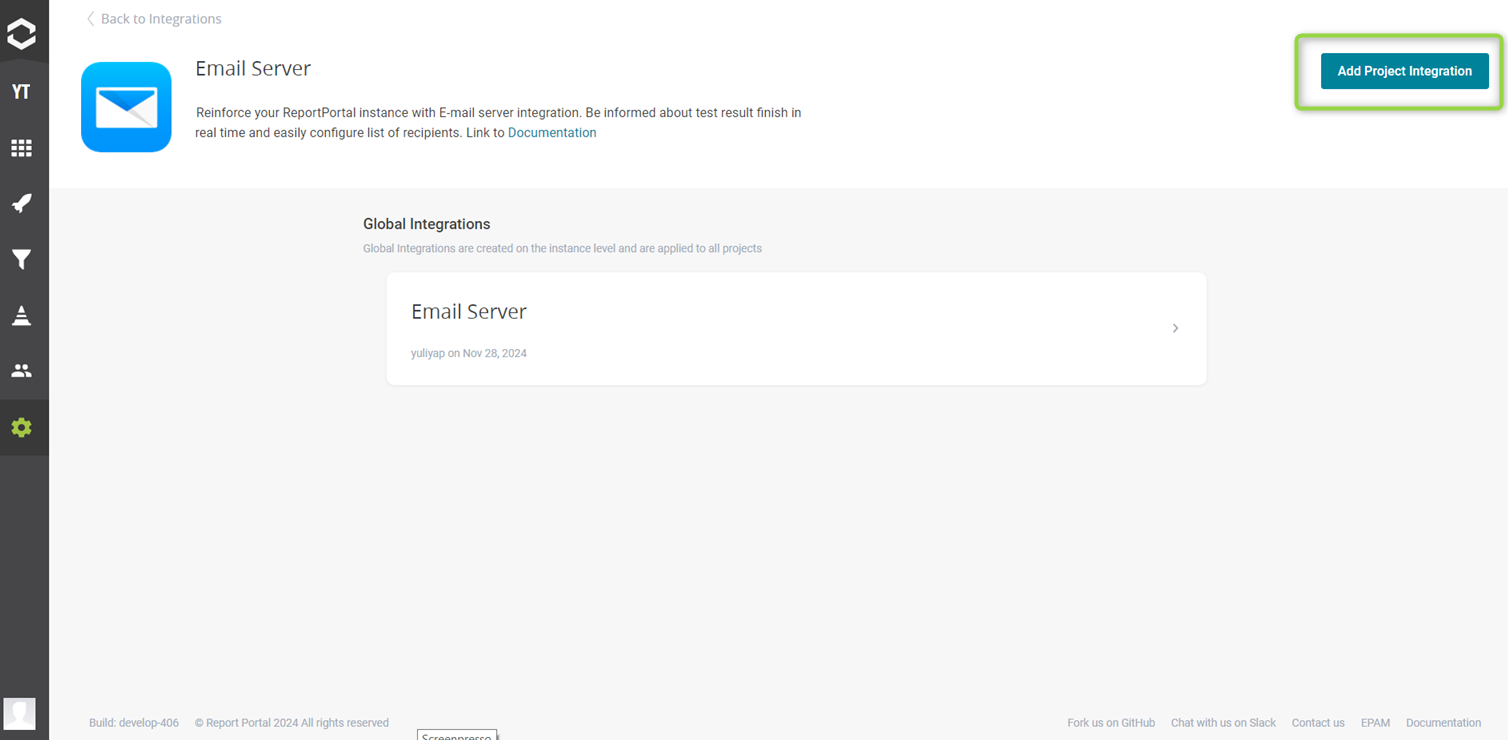 Back to Integrations
Email Server
Add Project Integration
YT
Reinforce your ReportPortal instance with E-mail server integration. Be informed about test result finish in
real time and easily configure list of recipients. Link to Documentation
Global Integrations
Global Integrations are created on the instance level and are applied to all projects
Email Server
yuliyap on Nov 28, 2024
Build: develop-406 © Report Portal 2024 All rights reserved
Fork us on GitHub Chat with us on Slack Contact us EPAM Documentation
Screenpresso